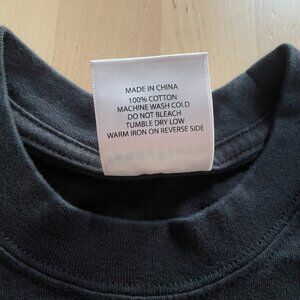 MADE IN CHINA
100% COTTON
MACHINE WASH COLD
DO NOT BLEACH
TUMBLE DRY LOW
WARM IRON ON REVERSE SIDE